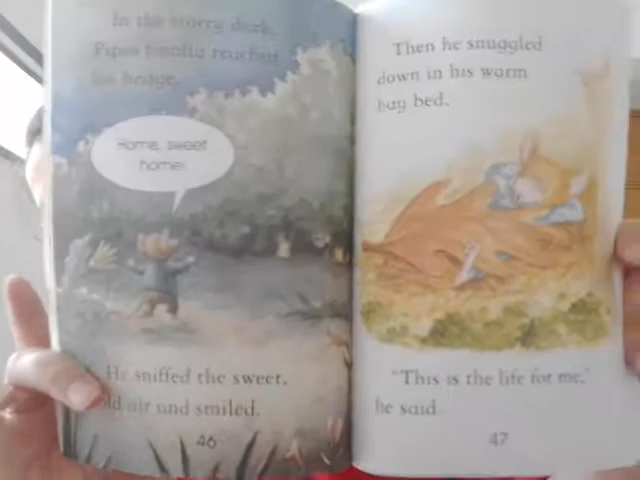 In the starry dark,
Pipin finally reached
his hedge.
Home, sweet
home!
He sniffed the sweet,
air and smiled.
46
Then he snuggled
down in his warm
hay bed.
"This is the life for me,"
he said.
47